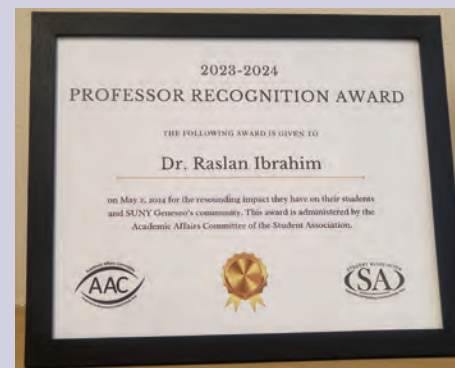 2023-2024
PROFESSOR RECOGNITION AWARD
THE FOLLOWING AWARD IS GIVEN TO
Dr. Raslan Ibrahim
on May 2, 2024 for the resounding impact they have on their students
and SUNY Geneseo's community. This award is administered by the
Academic Affairs Committee of the Student Association.
AAC
STUDENT ASSOCIATION
SA